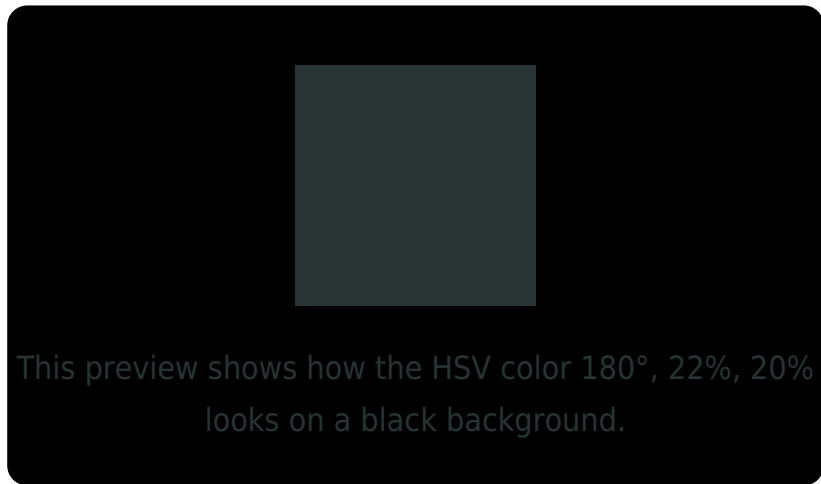 This preview shows how the HSV color 180°, 22%, 20%
looks on a black background.